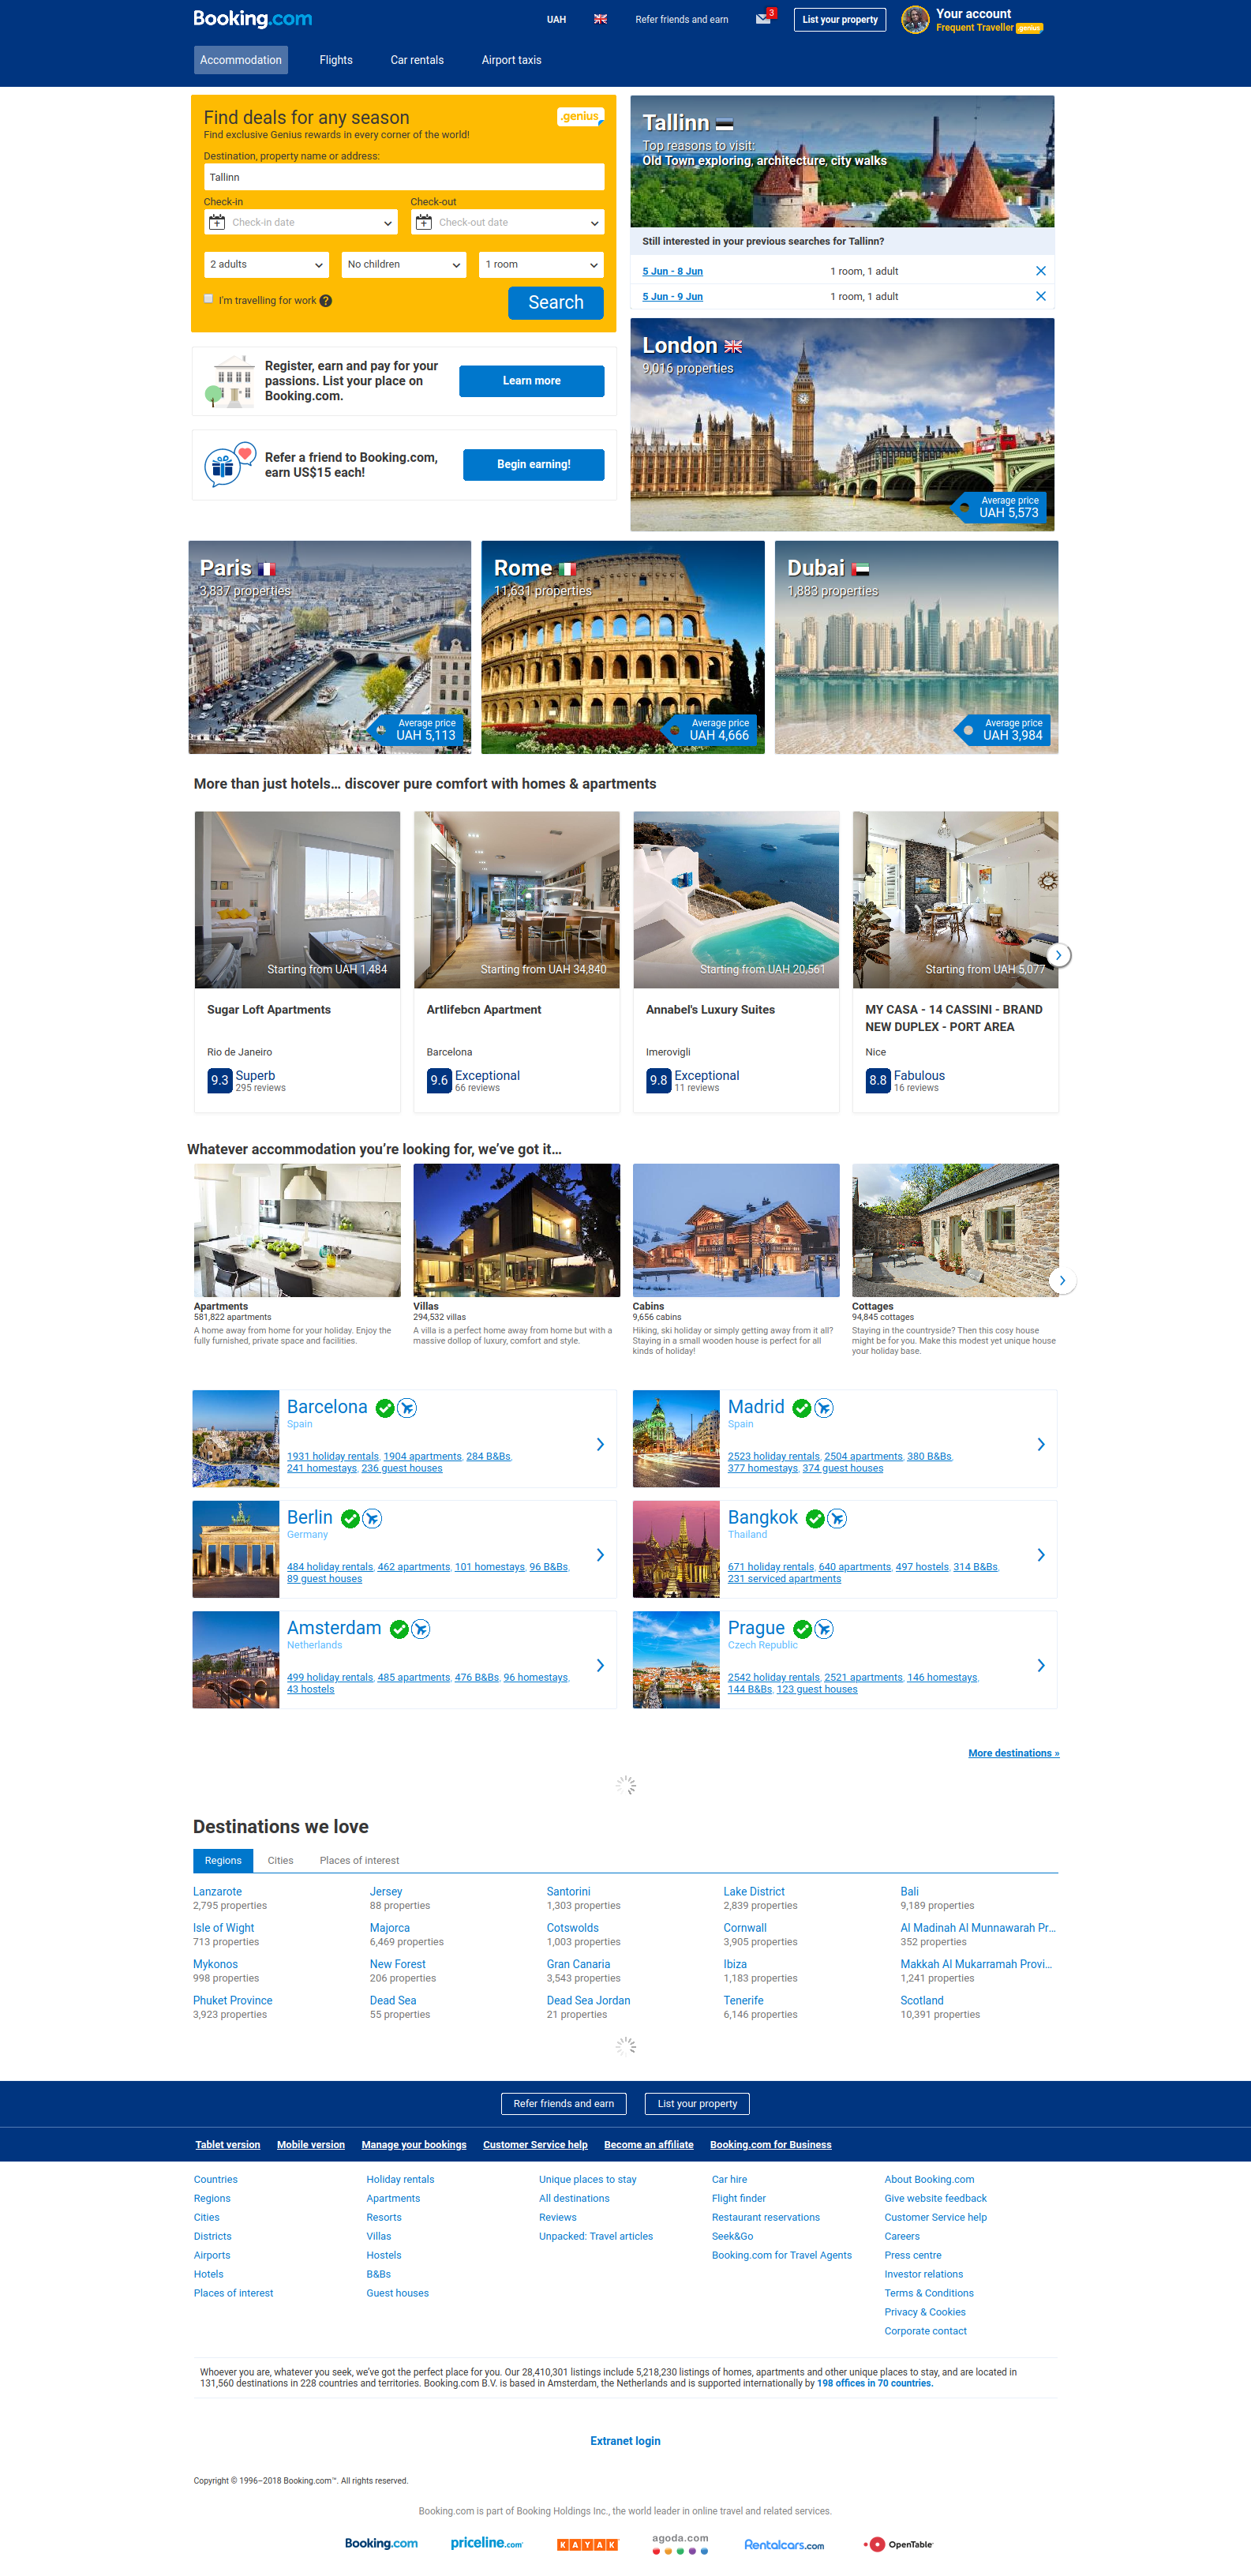 Booking.com
UAH
Refer friends and earn
3
List your property
Your account
Frequent Traveller .genius
Accommodation
Flights
Car rentals
Airport taxis
Find deals for any season
.genius
Find exclusive Genius rewards in every corner of the world!
Destination, property name or address:
Tallinn
Check-in
Check-out
Check-in date
Check-out date
2 adults
No children
1 room
I'm travelling for work ?
Search
Register, earn and pay for your
passions. List your place on
Booking.com.
Learn more
Refer a friend to Booking.com,
earn US$15 each!
Begin earning!
Tallinn
Top reasons to visit:
Old Town exploring, architecture, city walks
Still interested in your previous searches for Tallinn?
5 Jun - 8 Jun
1 room, 1 adult
5 Jun - 9 Jun
1 room, 1 adult
London
9,016 properties
Average price
UAH 5,573
Paris
3,837 properties
Average price
UAH 5,113
Rome
11,631 properties
Average price
UAH 4,666
Dubai
1,883 properties
Average price
UAH 3,984
More than just hotels... discover pure comfort with homes & apartments
Starting from UAH 1,484
Sugar Loft Apartments
Rio de Janeiro
9.3 Superb
295 reviews
Starting from UAH 34,840
Artlifebcn Apartment
Barcelona
9.6 Exceptional
66 reviews
Starting from UAH 20,561
Annabel's Luxury Suites
Imerovigli
9.8 Exceptional
11 reviews
Starting from UAH 5,077
MY CASA - 14 CASSINI - BRAND
NEW DUPLEX - PORT AREA
Nice
8.8 Fabulous
16 reviews
Whatever accommodation you’re looking for, we’ve got it…
Apartments
581,822 apartments
A home away from home for your holiday. Enjoy the
fully furnished, private space and facilities.
Villas
294,532 villas
A villa is a perfect home away from home but with a
massive dollop of luxury, comfort and style.
Cabins
9,656 cabins
Hiking, ski holiday or simply getting away from it all?
Staying in a small wooden house is perfect for all
kinds of holiday!
Cottages
94,845 cottages
Staying in the countryside? Then this cosy house
might be for you. Make this modest yet unique house
your holiday base.
Barcelona
Spain
1931 holiday rentals, 1904 apartments, 284 B&Bs,
241 homestays, 236 guest houses
Madrid
Spain
2523 holiday rentals, 2504 apartments, 380 B&Bs,
377 homestays, 374 guest houses
Berlin
Germany
484 holiday rentals, 462 apartments, 101 homestays, 96 B&Bs,
89 guest houses
Bangkok
Thailand
671 holiday rentals, 640 apartments, 497 hostels, 314 B&Bs,
231 serviced apartments
Amsterdam
Netherlands
499 holiday rentals, 485 apartments, 476 B&Bs, 96 homestays,
43 hostels
Prague
Czech Republic
2542 holiday rentals, 2521 apartments, 146 homestays,
144 B&Bs, 123 guest houses
More destinations »
Destinations we love
Regions
Cities
Places of interest
Lanzarote
2,795 properties
Jersey
88 properties
Santorini
1,303 properties
Lake District
2,839 properties
Bali
9,189 properties
Isle of Wight
713 properties
Majorca
6,469 properties
Cotswolds
1,003 properties
Cornwall
3,905 properties
Al Madinah Al Munnawarah Pr...
352 properties
Mykonos
998 properties
New Forest
206 properties
Gran Canaria
3,543 properties
Ibiza
1,183 properties
Makkah Al Mukarramah Provi...
1,241 properties
Phuket Province
3,923 properties
Dead Sea
55 properties
Dead Sea Jordan
21 properties
Tenerife
6,146 properties
Scotland
10,391 properties
Refer friends and earn
List your property
Tablet version
Mobile version
Manage your bookings
Customer Service help
Become an affiliate
Booking.com for Business
Countries
Regions
Cities
Districts
Airports
Hotels
Places of interest
Holiday rentals
Apartments
Resorts
Villas
Hostels
B&Bs
Guest houses
Unique places to stay
All destinations
Reviews
Unpacked: Travel articles
Car hire
Flight finder
Restaurant reservations
Seek&Go
Booking.com for Travel Agents
About Booking.com
Give website feedback
Customer Service help
Careers
Press centre
Investor relations
Terms & Conditions
Privacy & Cookies
Corporate contact
Whoever you are, whatever you seek, we've got the perfect place for you. Our 28,410,301 listings include 5,218,230 listings of homes, apartments and other unique places to stay, and are located in
131,560 destinations in 228 countries and territories. Booking.com B.V. is based in Amsterdam, the Netherlands and is supported internationally by 198 offices in 70 countries.
Extranet login
Copyright © 1996–2018 Booking.com™. All rights reserved.
Booking.com is part of Booking Holdings Inc., the world leader in online travel and related services.
Booking.com
priceline.com
KAYAK
agoda.com
Rentalcars.com
OpenTable